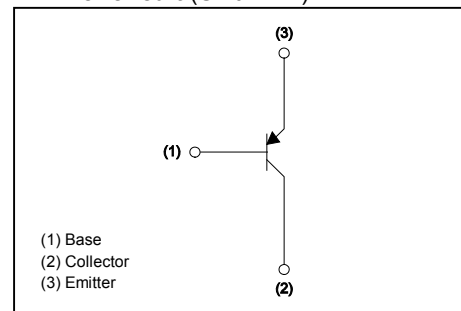 (3)
(1)
(1) Base
(2) Collector
(3) Emitter
(2)